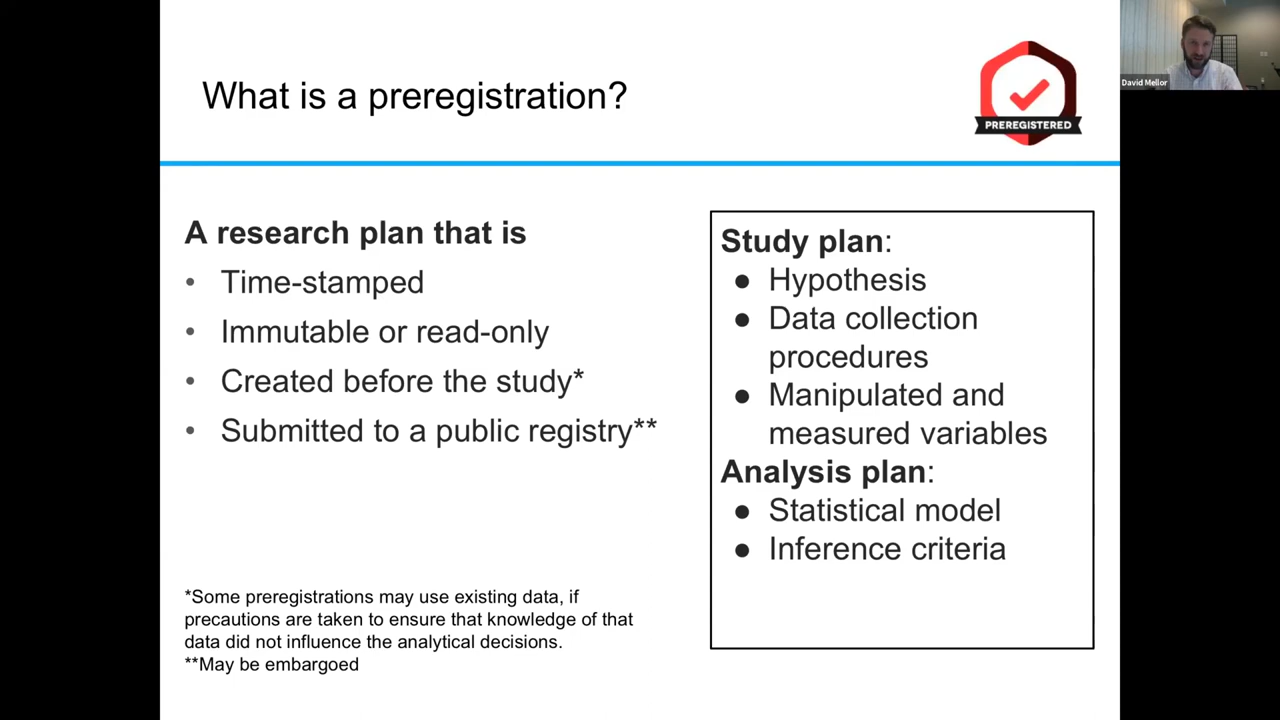 What is a preregistration?
PREREGISTERED
David Mellor
A research plan that is
• Time-stamped
• Immutable or read-only
• Created before the study*
• Submitted to a public registry**
*Some preregistrations may use existing data, if
precautions are taken to ensure that knowledge of that
data did not influence the analytical decisions.
**May be embargoed
Study plan:
● Hypothesis
● Data collection
procedures
● Manipulated and
measured variables
Analysis plan:
● Statistical model
● Inference criteria